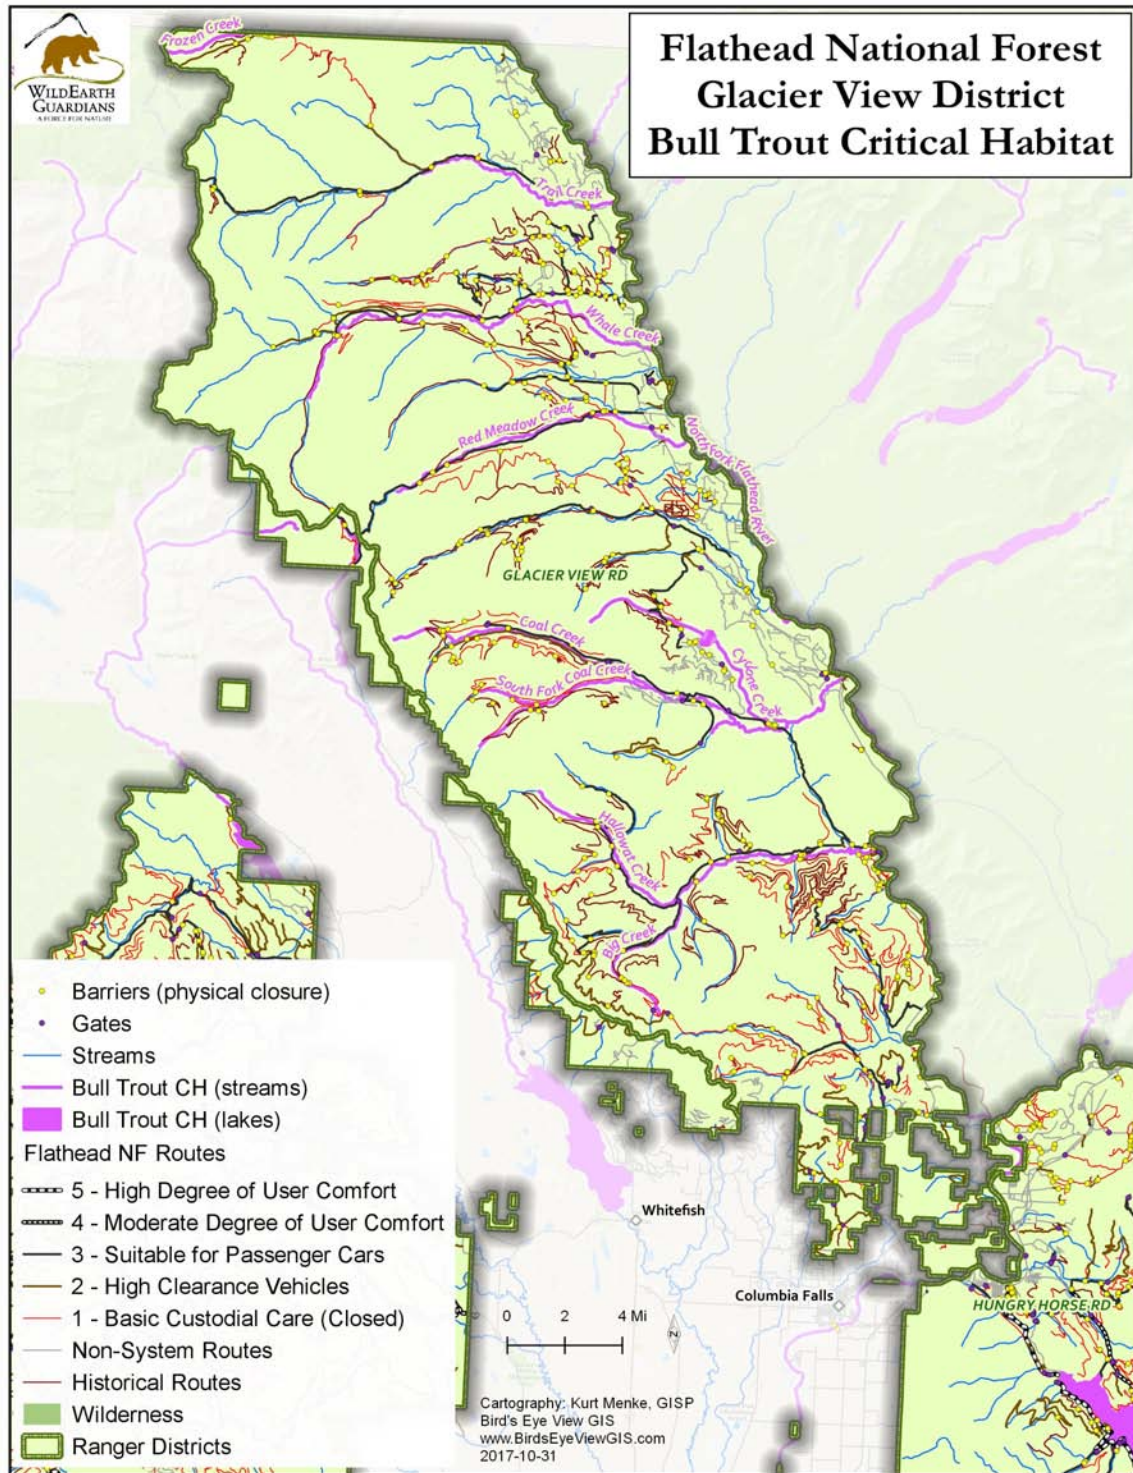 WILDEARTH
GUARDIANS
A FORCE FOR NATURE
Flathead National Forest
Glacier View District
Bull Trout Critical Habitat
Frozen Creek
Trail Creek
Whale Creek
Red Meadow Creek
North Fork Flathead River
GLACIER VIEW RD
Coal Creek
Cyclone Creek
South Fork Coal Creek
Hallowat Creek
Big Creek
Barriers (physical closure)
Gates
Streams
Bull Trout CH (streams)
Bull Trout CH (lakes)
Flathead NF Routes
5 - High Degree of User Comfort
4 - Moderate Degree of User Comfort
3 - Suitable for Passenger Cars
2 - High Clearance Vehicles
1 - Basic Custodial Care (Closed)
Non-System Routes
Historical Routes
Wilderness
Ranger Districts
Whitefish
Columbia Falls
HUNGRY HORSE RD
0 2 4 Mi
N
Cartography: Kurt Menke, GISP
Bird's Eye View GIS
www.BirdsEyeViewGIS.com
2017-10-31